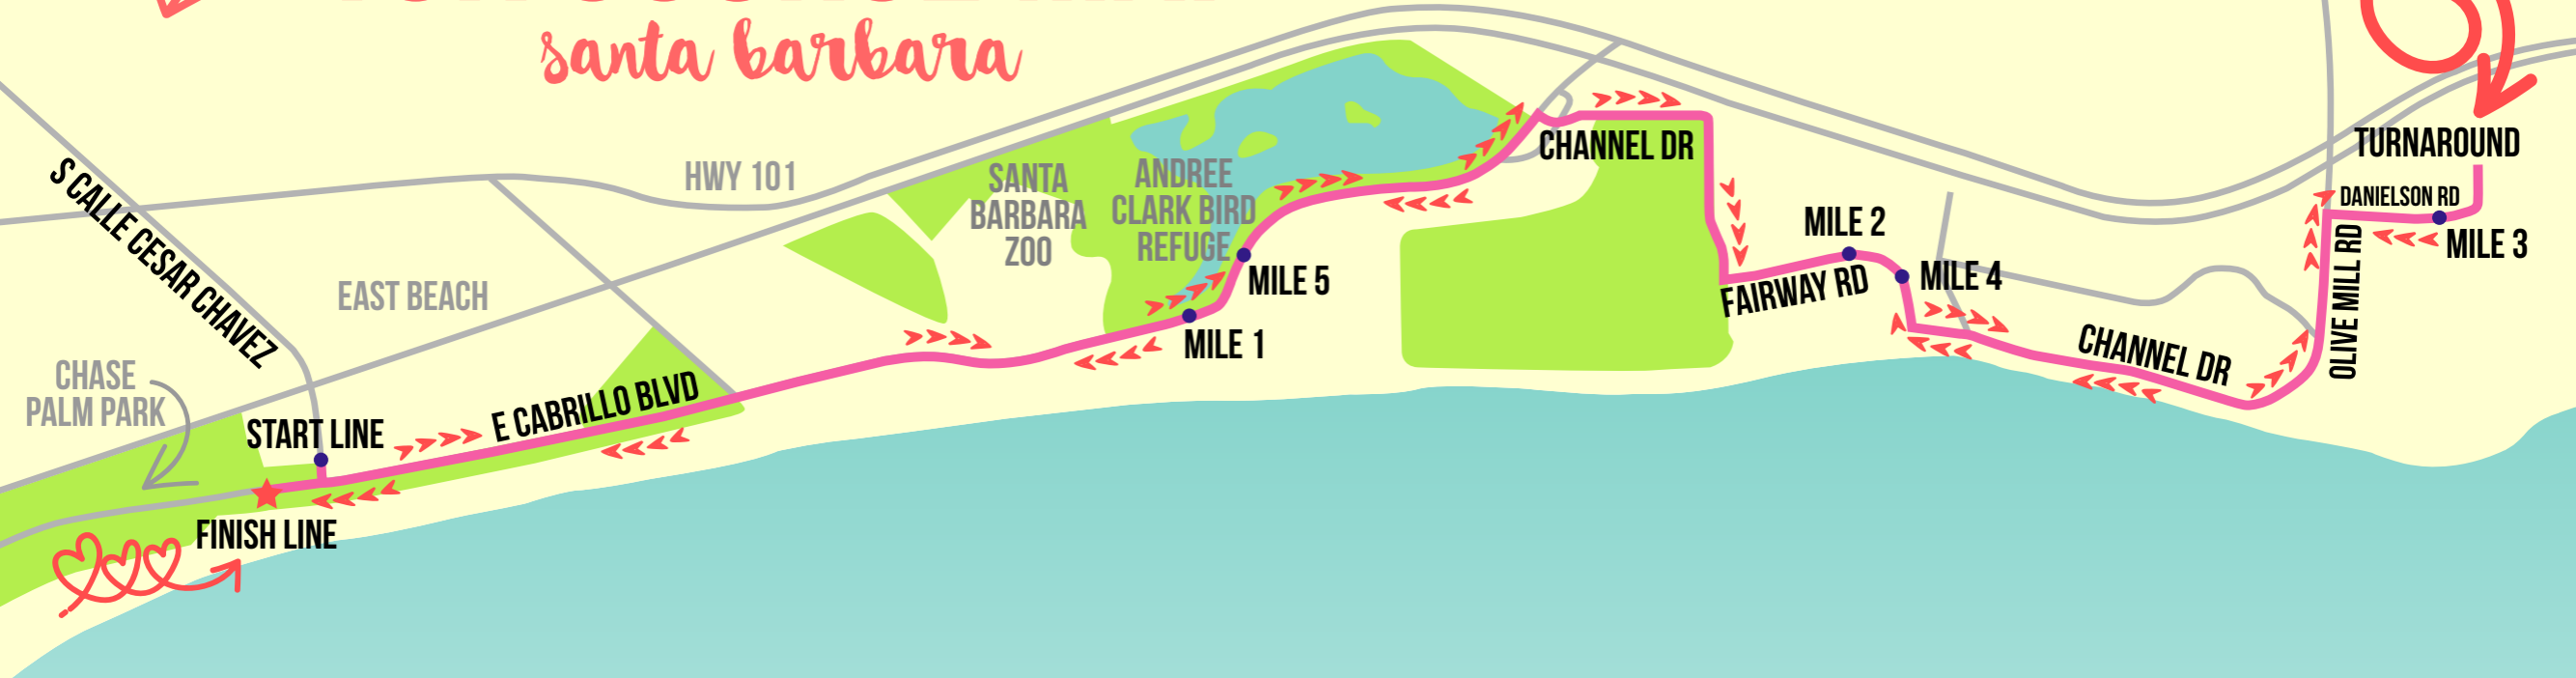 santa barbara
S CALLE CESAR CHAVEZ
HWY 101
EAST BEACH
CHASE
PALM PARK
START LINE
FINISH LINE
E CABRILLO BLVD
SANTA
BARBARA
ZOO
ANDREE
CLARK BIRD
REFUGE
MILE 5
MILE 1
CHANNEL DR
FAIRWAY RD
MILE 2
MILE 4
CHANNEL DR
OLIVE MILL RD
TURNAROUND
DANIELSON RD
MILE 3